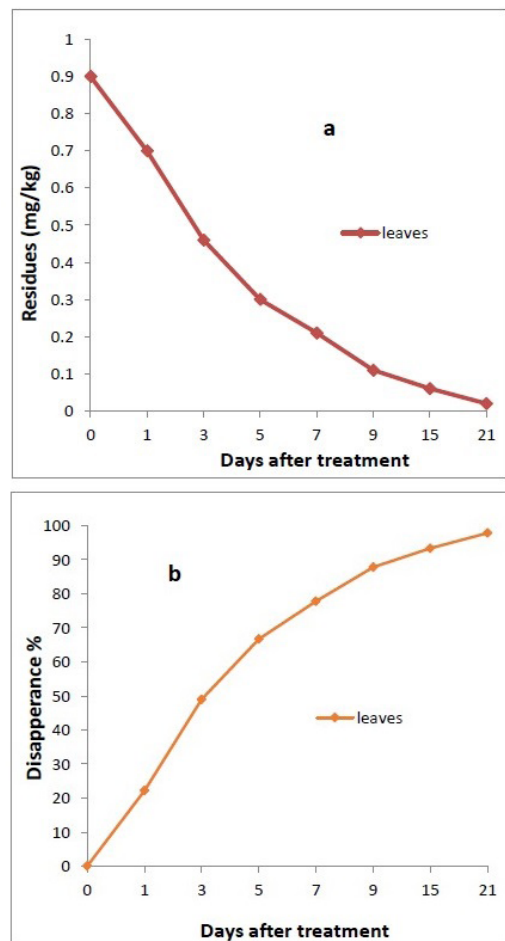 1
0.9
0.8
0.7
0.6
0.5
0.4
0.3
0.2
0.1
0
Residues (mg/kg)
a
leaves
0 1 3 5 7 9 15 21
Days after treatment
100
90
80
70
60
50
40
30
20
10
0
Disapperance %
b
leaves
0 1 3 5 7 9 15 21
Days after treatment